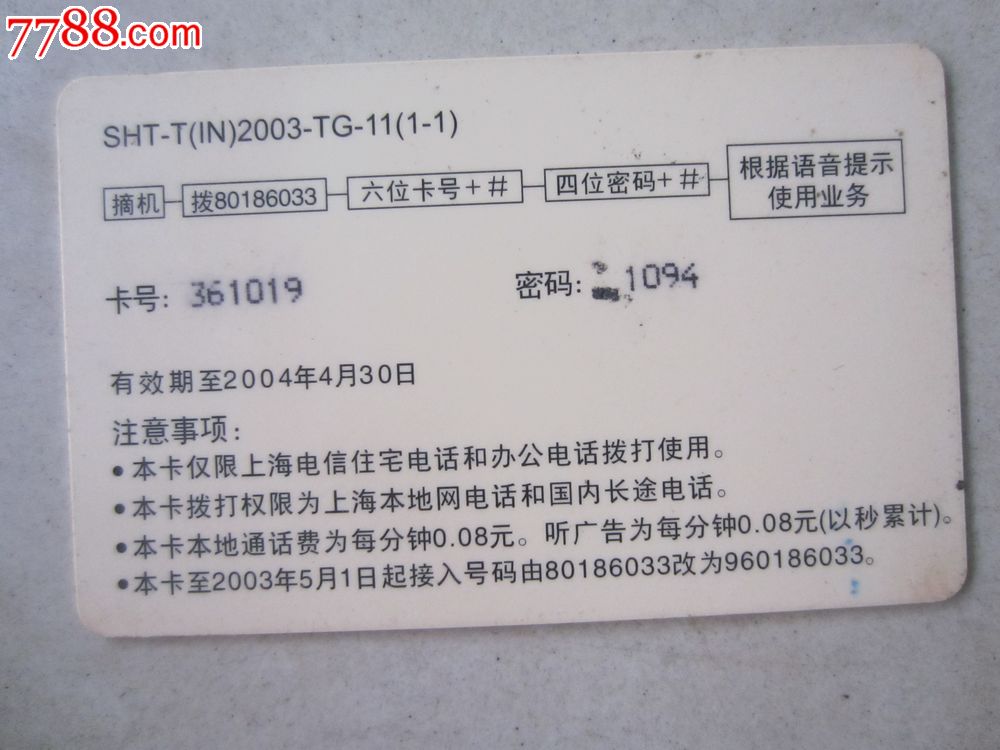 7788.com
SHT-T(IN)2003-TG-11(1-1)
摘机 拨80186033 六位卡号+# 四位密码+# 根据语音提示
使用业务
卡号: 361019 密码: 1094
有效期至2004年4月30日
注意事项:
•本卡仅限上海电信住宅电话和办公电话拨打使用。
•本卡拨打权限为上海本地网电话和国内长途电话。
•本卡本地通话费为每分钟0.08元。听广告为每分钟0.08元(以秒累计)。
•本卡至2003年5月1日起接入号码由80186033改为960186033。